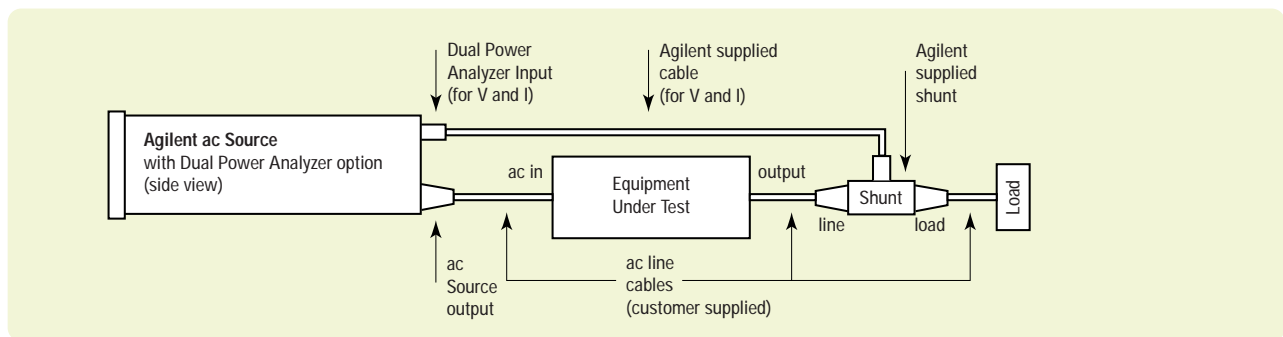 Dual Power
Analyzer Input
(for V and I)
Agilent supplied
cable
(for V and I)
Agilent
supplied
shunt
Agilent ac Source
with Dual Power Analyzer option
(side view)
ac in
Equipment
Under Test
output
Shunt
line
load
Load
ac
Source
output
ac line
cables
(customer supplied)